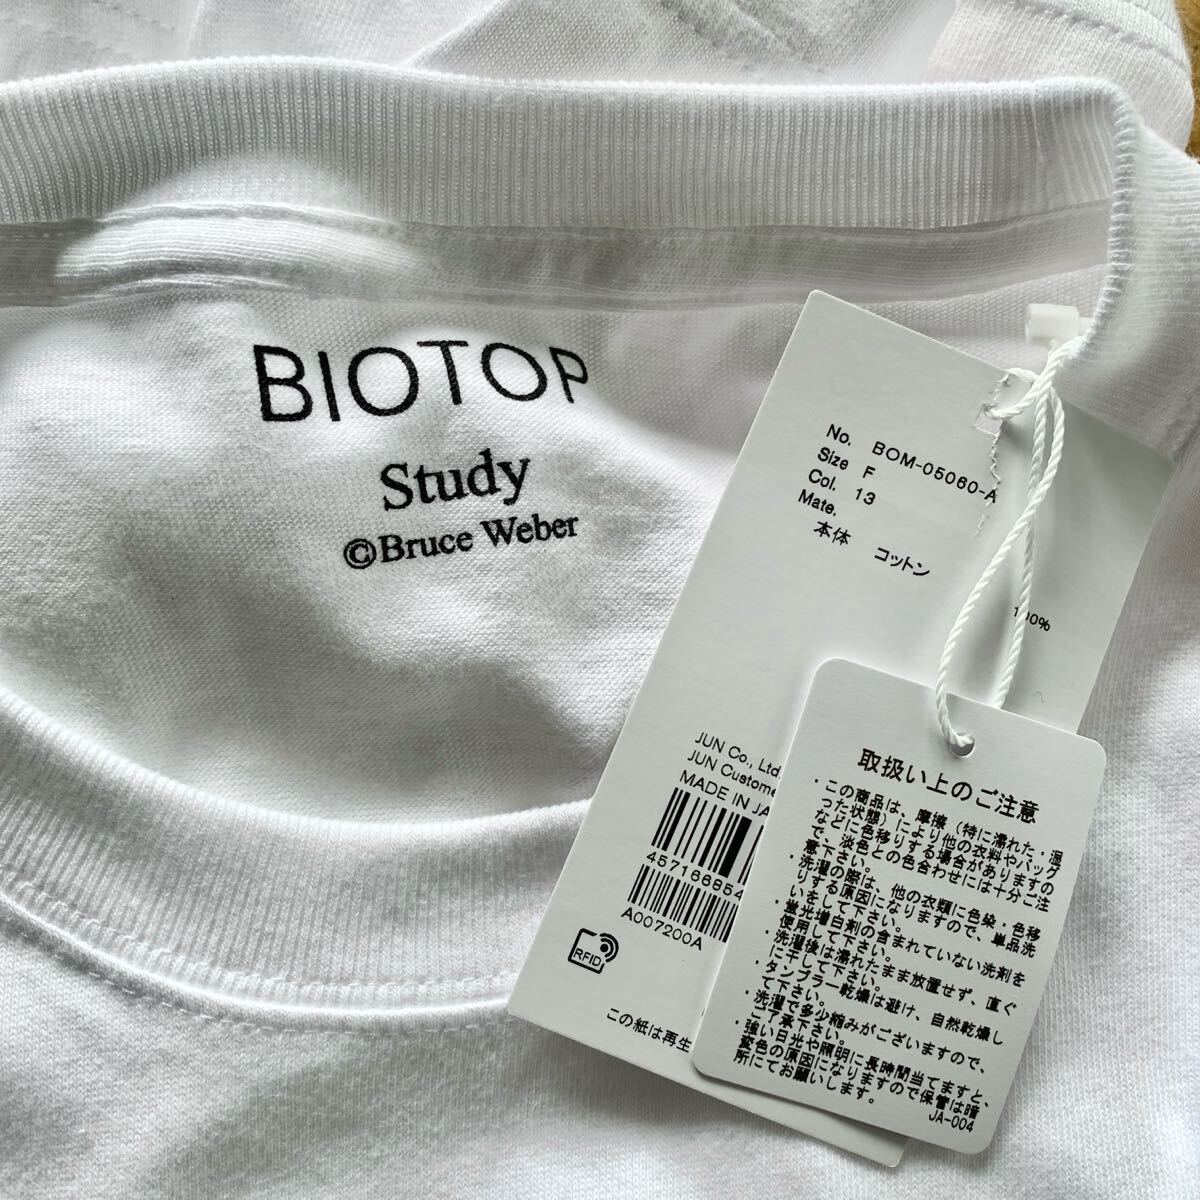 BIOTOP
Study
©Bruce Weber
No. BOM-05060-A
Size F
Col. 13
Mate.
本体 コットン
100%
JUN Co., Ltd.
JUN Custome
MADE IN JA
457166854
A007200A
RFID
この紙は再生
取扱い上のご注意
・この商品は、摩擦（特に濡れた・湿
った状態）により他の衣料やバッグ
などに色移りする場合がありますの
で、淡色との色合わせには十分ご注
意下さい。
・洗濯の際は、他の衣類に色染・色移
りする原因になりますので、単品洗
いをして下さい。
・蛍光増白剤の含まれていない洗剤を
使用して下さい。
・洗濯後は濡れたまま放置せず、直ぐ
に干して下さい。
・タンブラー乾燥は避け、自然乾燥し
て下さい。
・洗濯で多少縮みがございますので、
ご了承下さい。
・強い日光や照明に長時間当てますと、
変色の原因になりますので保管は暗
所にてお願いします。
JA-004